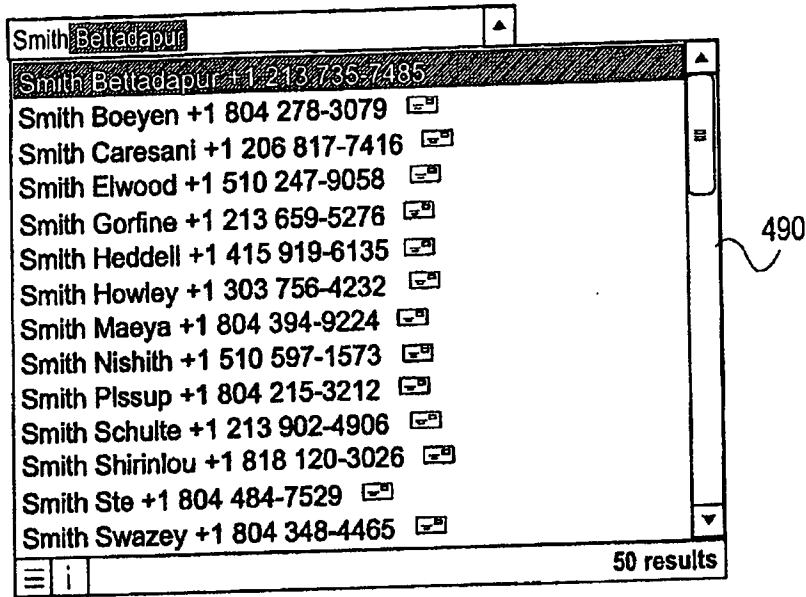 Smith Bettadapur
Smith Bettadapur +1 213 735-7485
Smith Boeyen +1 804 278-3079
Smith Caresani +1 206 817-7416
Smith Elwood +1 510 247-9058
Smith Gorfine +1 213 659-5276
Smith Heddell +1 415 919-6135
Smith Howley +1 303 756-4232
Smith Maeya +1 804 394-9224
Smith Nishith +1 510 597-1573
Smith Plssup +1 804 215-3212
Smith Schulte +1 213 902-4906
Smith Shirinlou +1 818 120-3026
Smith Ste +1 804 484-7529
Smith Swazey +1 804 348-4465
i 50 results
490